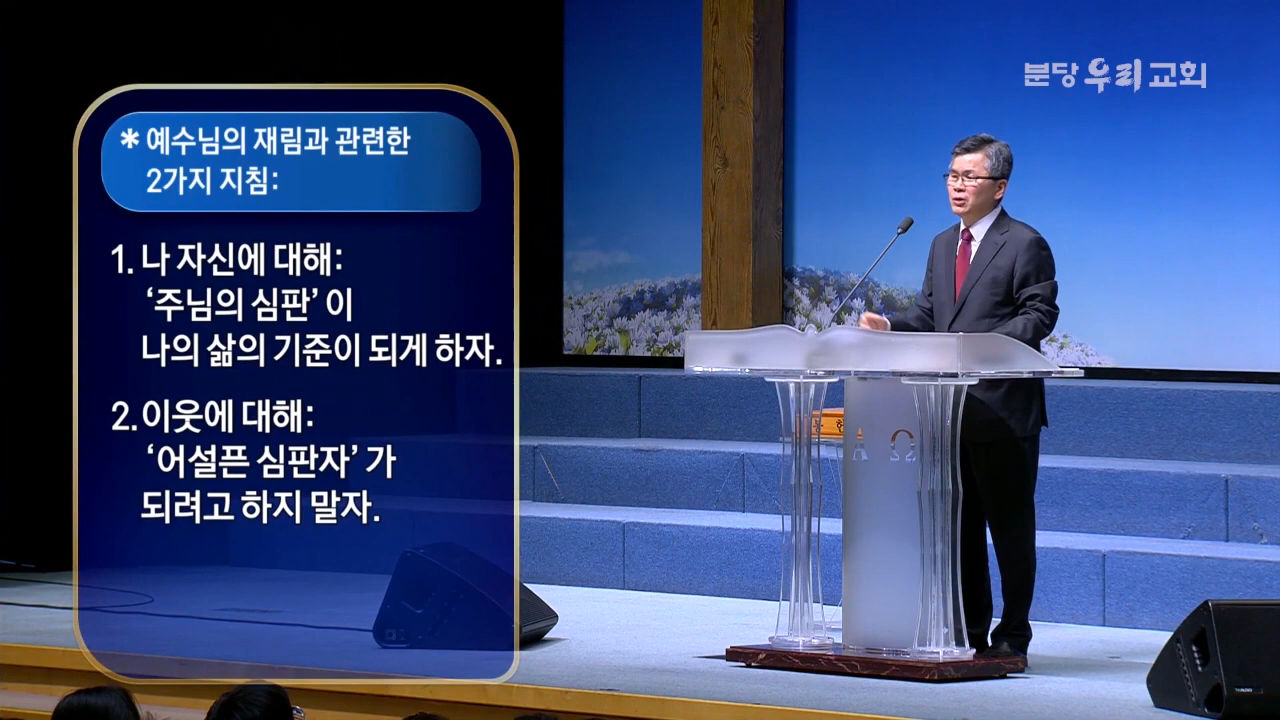 분당우리교회
* 예수님의 재림과 관련한
2가지 지침:
1. 나 자신에 대해:
‘주님의 심판’ 이
나의 삶의 기준이 되게 하자.
2. 이웃에 대해:
‘어설픈 심판자’ 가
되려고 하지 말자.
Α Ω